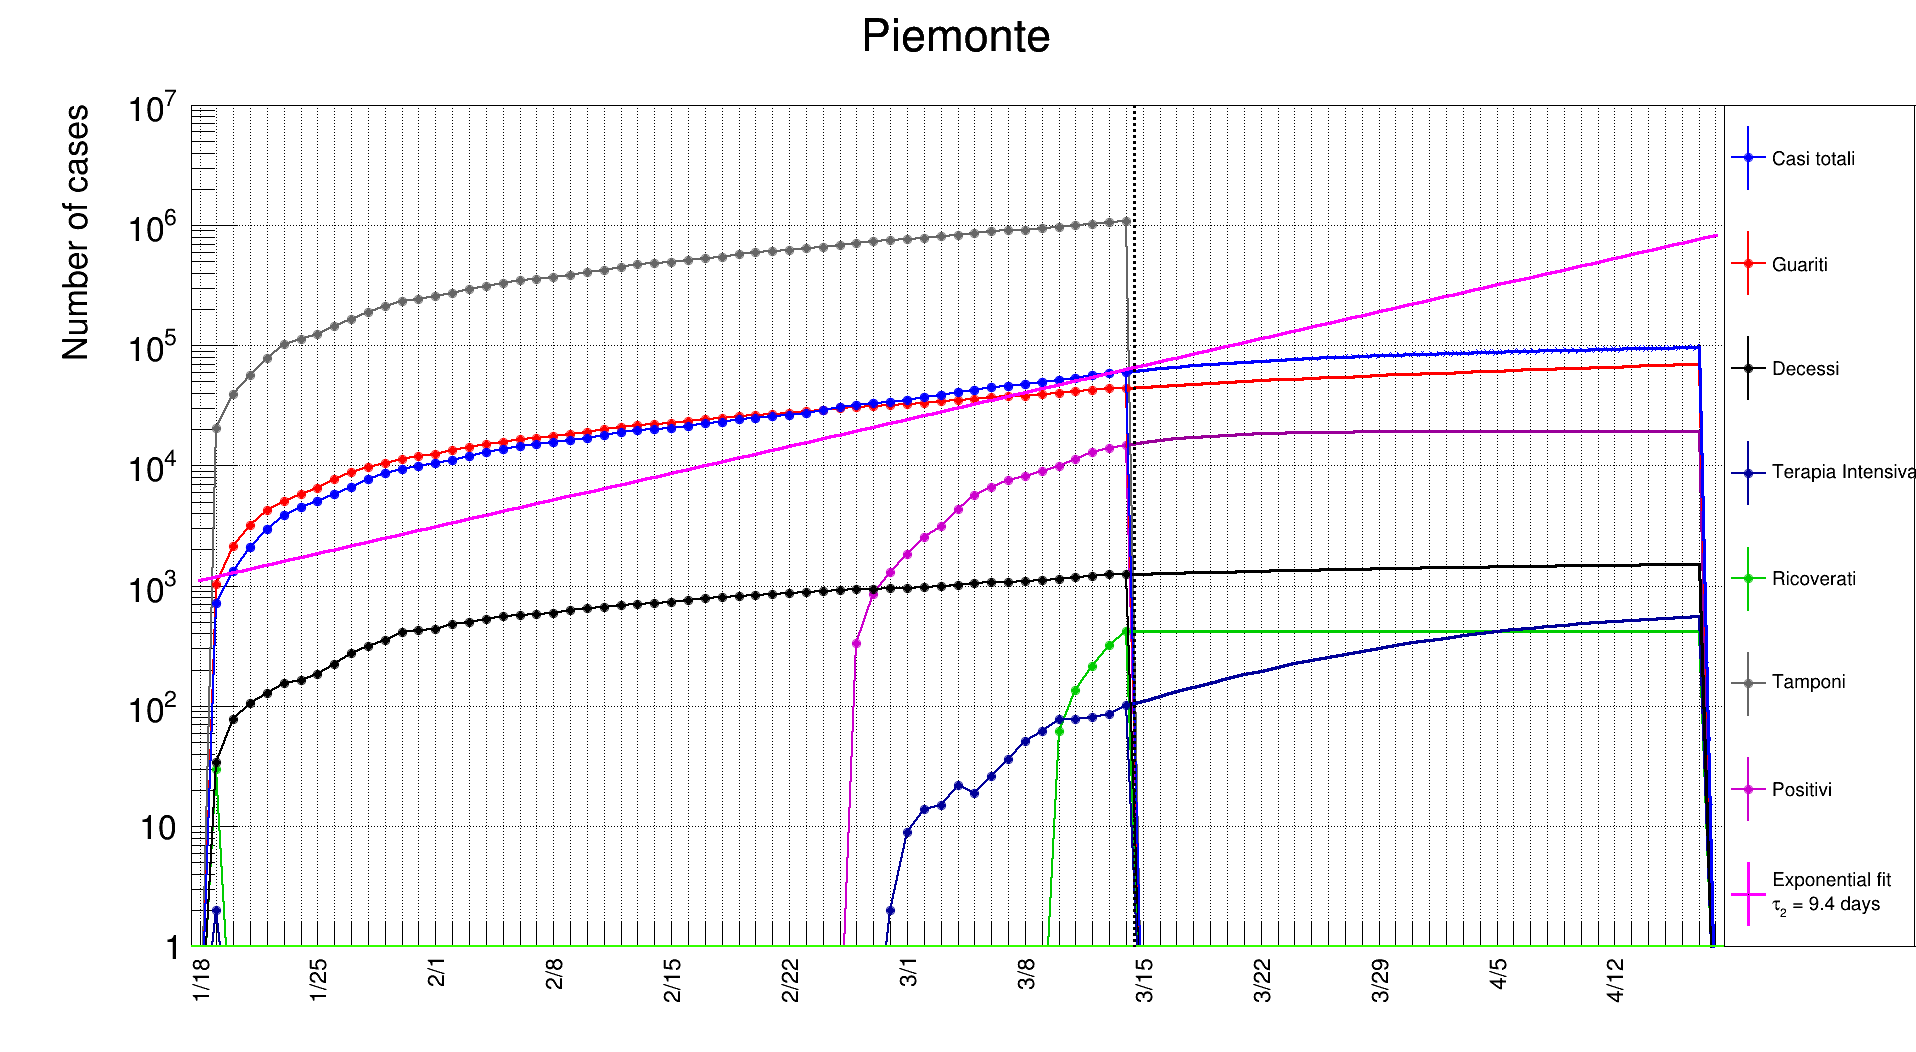 Piemonte
Number of cases
10^7
10^6
10^5
10^4
10^3
10^2
10
1
1/18
1/25
2/1
2/8
2/15
2/22
3/1
3/8
3/15
3/22
3/29
4/5
4/12
Casi totali
Guariti
Decessi
Terapia Intensiva
Ricoverati
Tamponi
Positivi
Exponential fit
τ_2 = 9.4 days